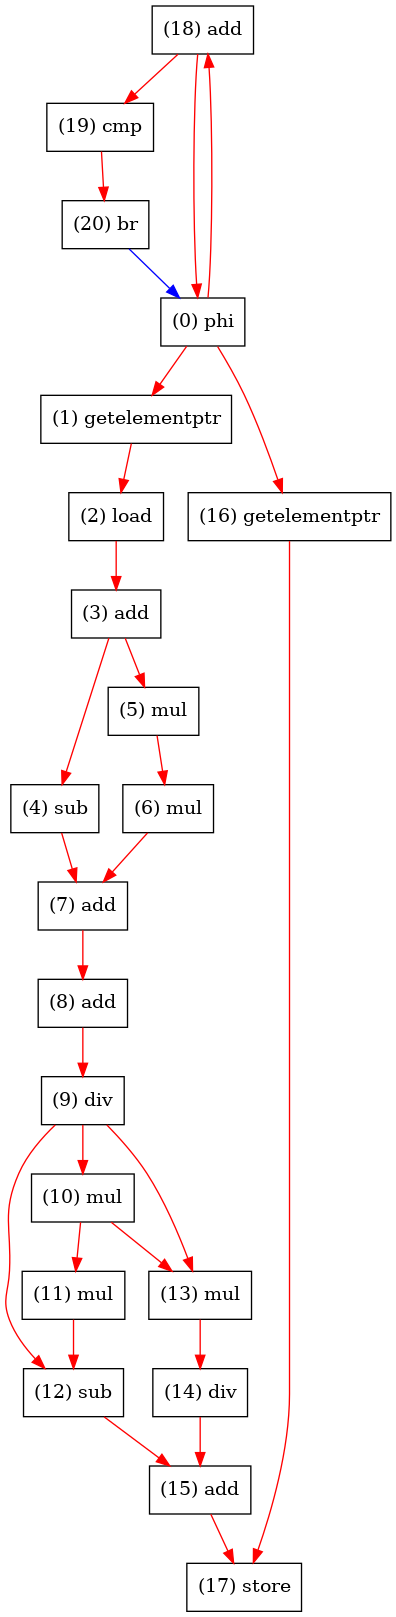 (18) add
(19) cmp
(20) br
(0) phi
(1) getelementptr
(2) load
(16) getelementptr
(3) add
(5) mul
(4) sub
(6) mul
(7) add
(8) add
(9) div
(10) mul
(11) mul
(13) mul
(12) sub
(14) div
(15) add
(17) store